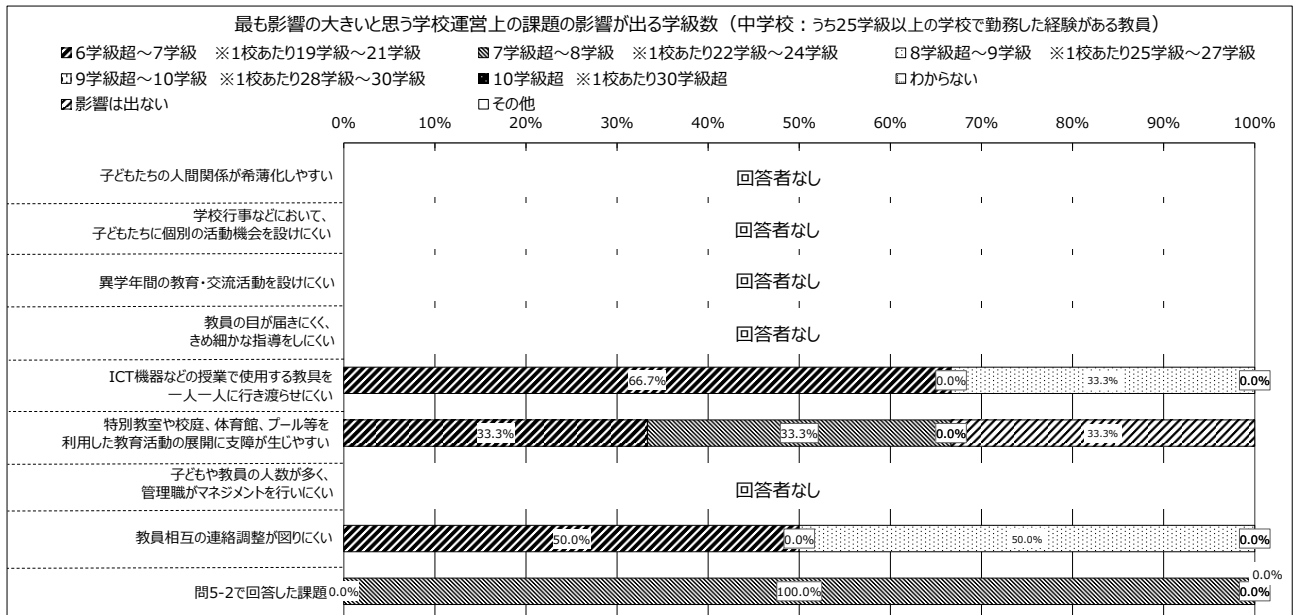 最も影響の大きいと思う学校運営上の課題の影響が出る学級数（中学校：うち25学級以上の学校で勤務した経験がある教員）
6学級超～7学級　※1校あたり19学級～21学級
7学級超～8学級　※1校あたり22学級～24学級
8学級超～9学級　※1校あたり25学級～27学級
9学級超～10学級　※1校あたり28学級～30学級
10学級超　※1校あたり30学級超
わからない
影響は出ない
その他
0% 10% 20% 30% 40% 50% 60% 70% 80% 90% 100%
子どもたちの人間関係が希薄化しやすい
回答者なし
学校行事などにおいて、
子どもたちに個別の活動機会を設けにくい
回答者なし
異学年間の教育・交流活動を設けにくい
回答者なし
教員の目が届きにくく、
きめ細かな指導をしにくい
回答者なし
ICT機器などの授業で使用する教具を
一人一人に行き渡らせにくい
66.7% 0.0% 33.3% 0.0%
特別教室や校庭、体育館、プール等を
利用した教育活動の展開に支障が生じやすい
33.3% 33.3% 0.0% 33.3%
子どもや教員の人数が多く、
管理職がマネジメントを行いにくい
回答者なし
教員相互の連絡調整が図りにくい
50.0% 0.0% 50.0% 0.0%
問5-2で回答した課題
0.0% 100.0% 0.0% 0.0%